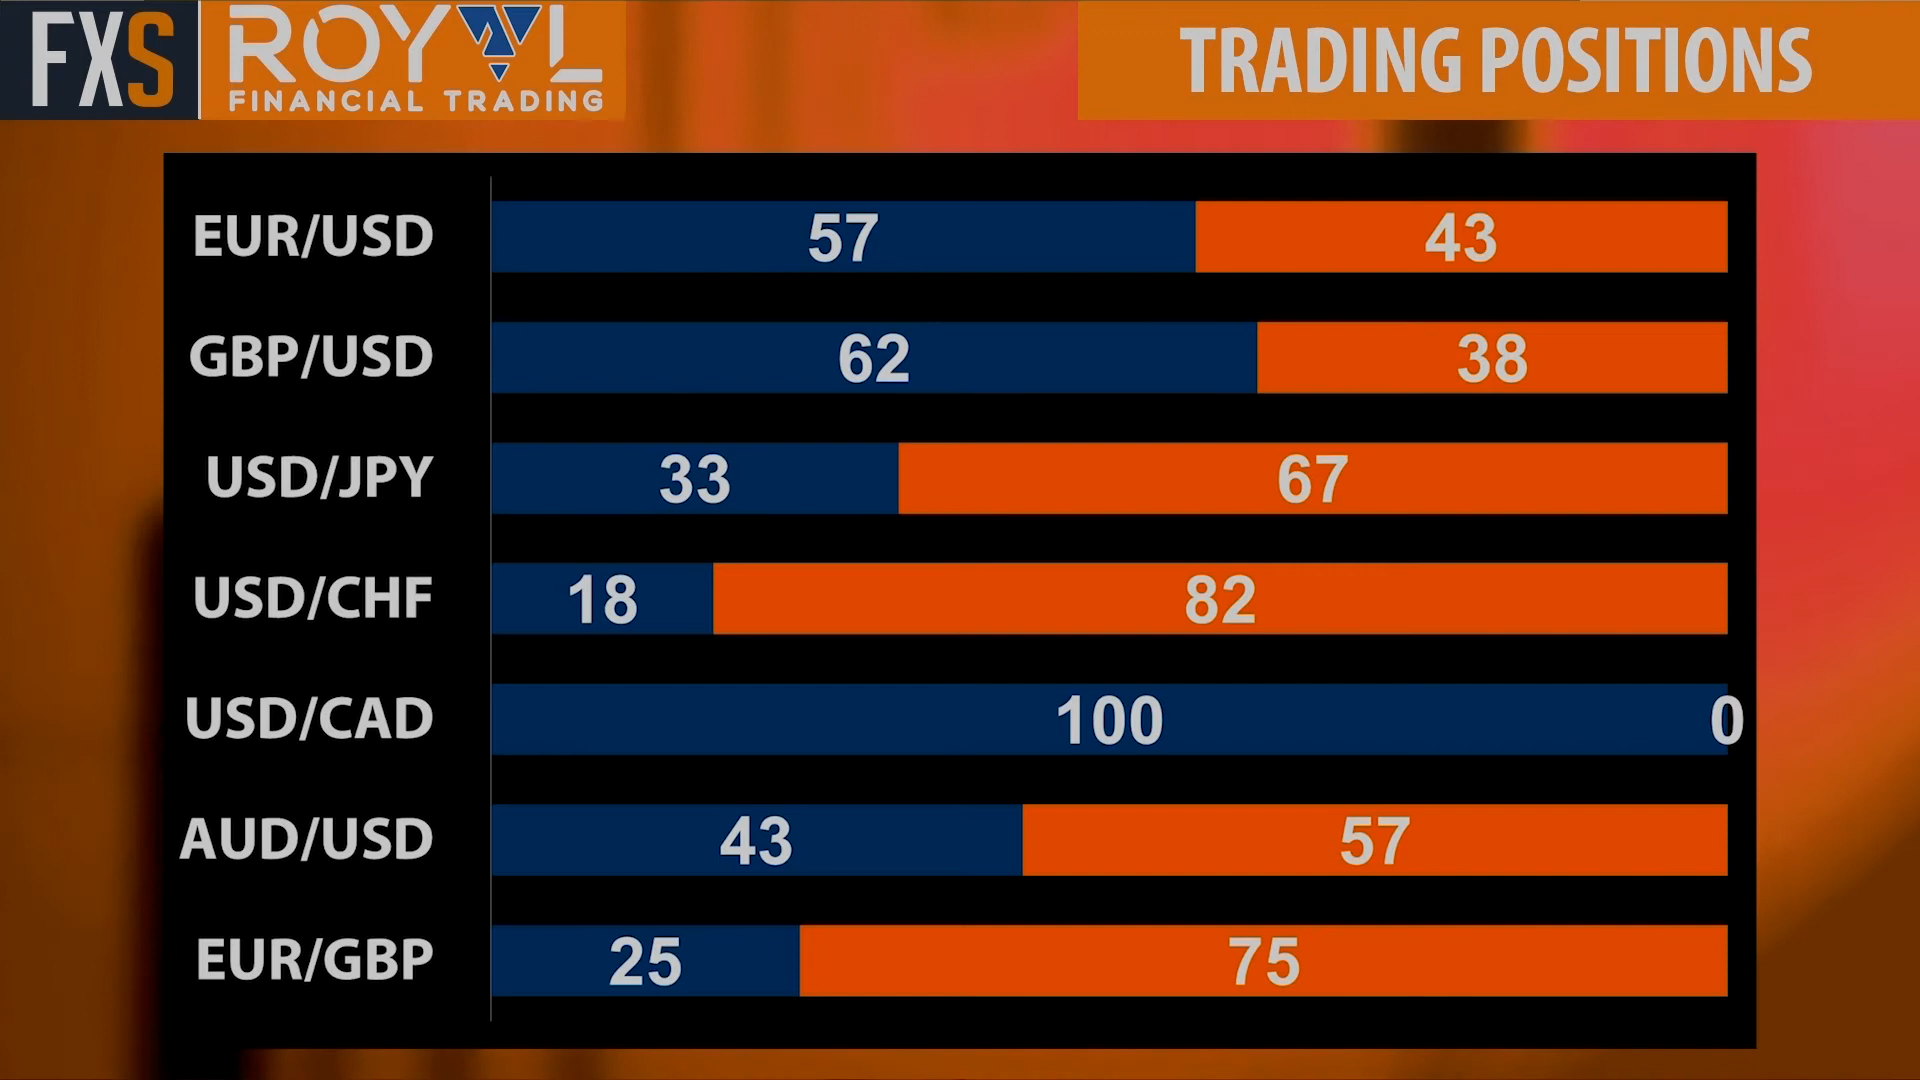 FXS
ROYAL
FINANCIAL TRADING
TRADING POSITIONS
EUR/USD 57 43
GBP/USD 62 38
USD/JPY 33 67
USD/CHF 18 82
USD/CAD 100 0
AUD/USD 43 57
EUR/GBP 25 75